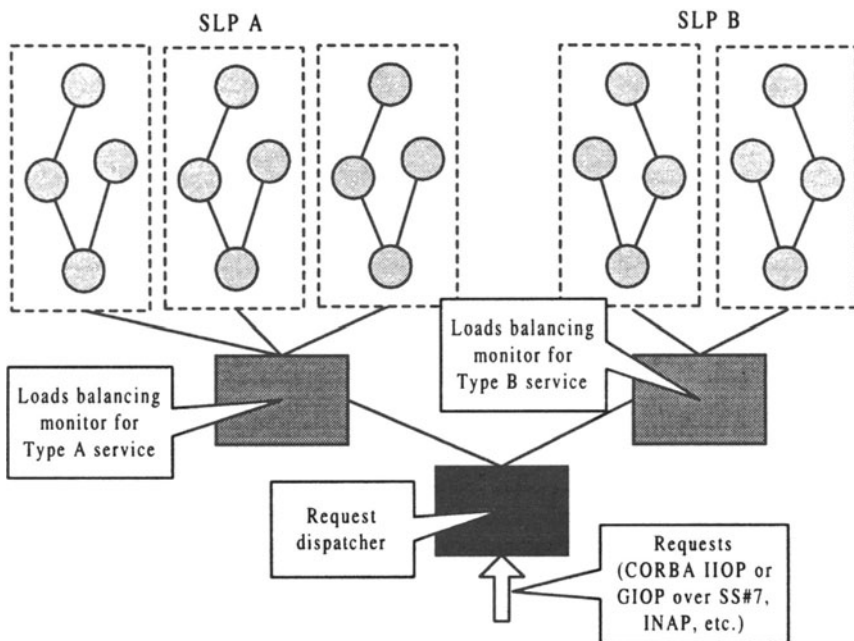 SLP A
SLP B
Loads balancing
monitor for
Type B service
Loads balancing
monitor for
Type A service
Request
dispatcher
Requests
(CORBA IIOP or
GIOP over SS#7,
INAP, etc.)